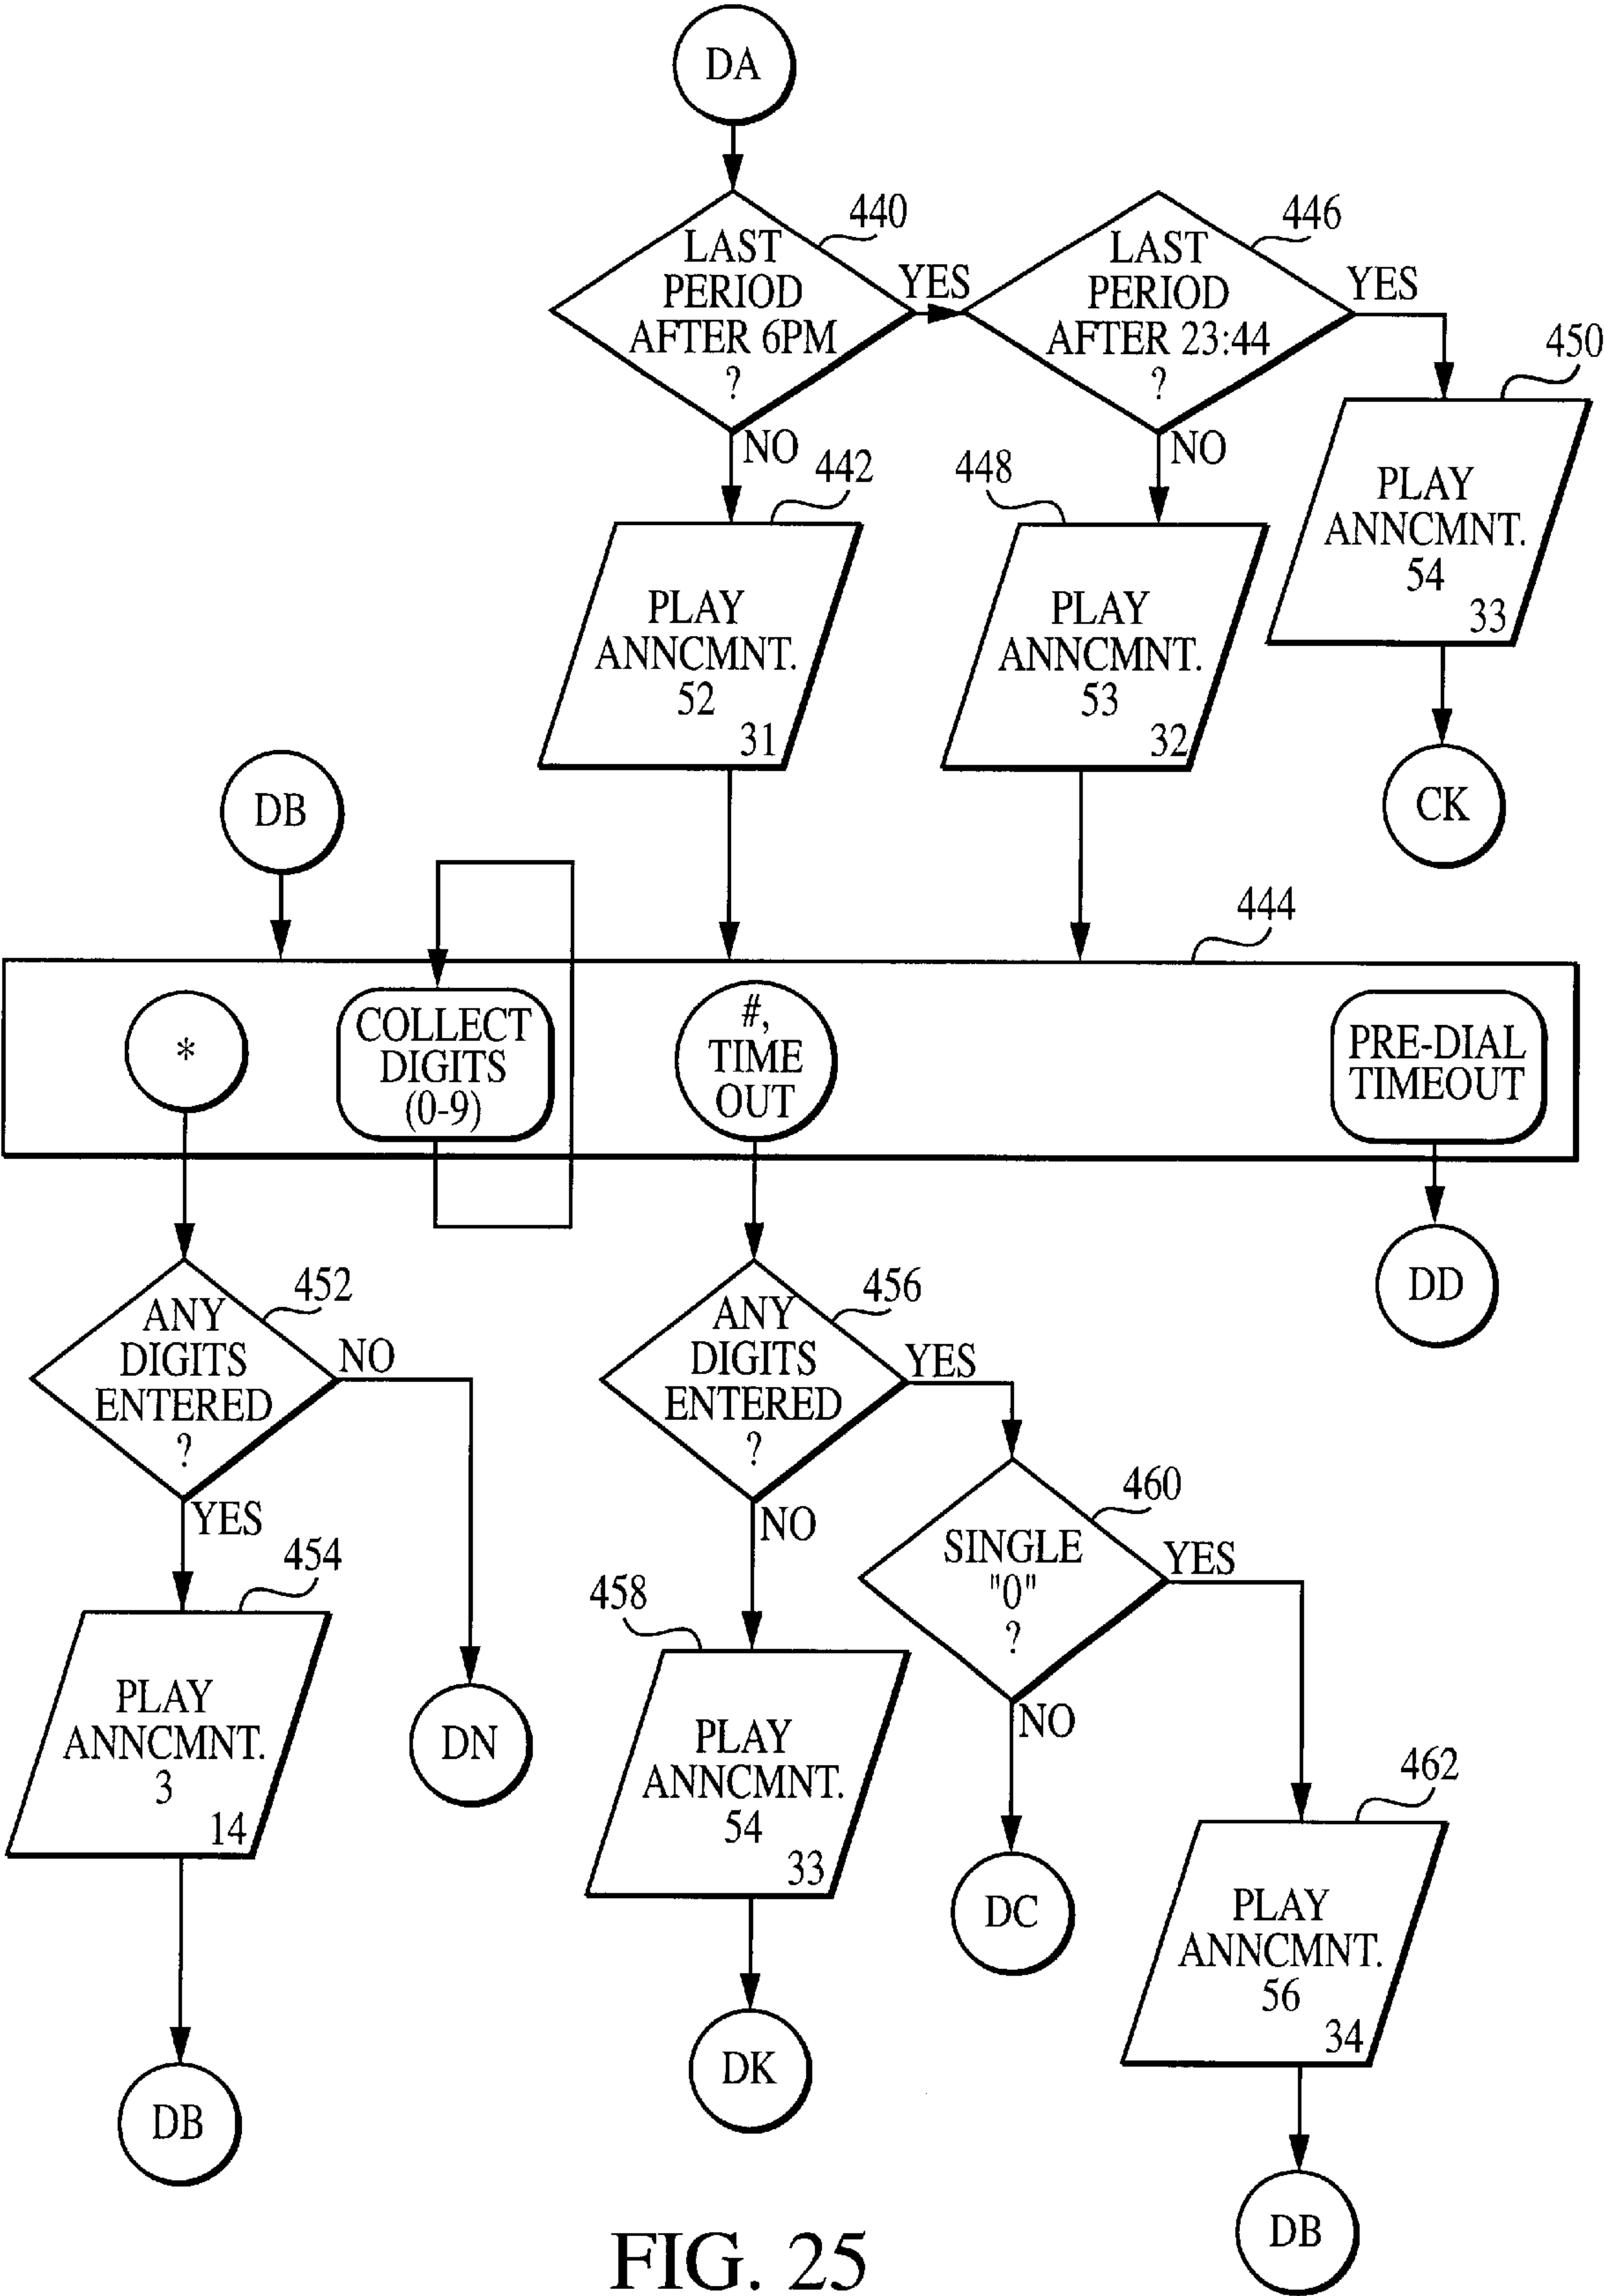 DA
440
LAST
PERIOD
AFTER 6PM
?
YES
NO
446
LAST
PERIOD
AFTER 23:44
?
YES
NO
450
PLAY
ANNCMNT.
54
33
442
PLAY
ANNCMNT.
52
31
448
PLAY
ANNCMNT.
53
32
CK
DB
444
*
COLLECT
DIGITS
(0-9)
#,
TIME
OUT
PRE-DIAL
TIMEOUT
DD
452
ANY
DIGITS
ENTERED
?
NO
YES
456
ANY
DIGITS
ENTERED
?
YES
NO
460
SINGLE
"0"
?
YES
NO
454
PLAY
ANNCMNT.
3
14
DN
458
PLAY
ANNCMNT.
54
33
DC
462
PLAY
ANNCMNT.
56
34
DB
DK
DB
FIG. 25